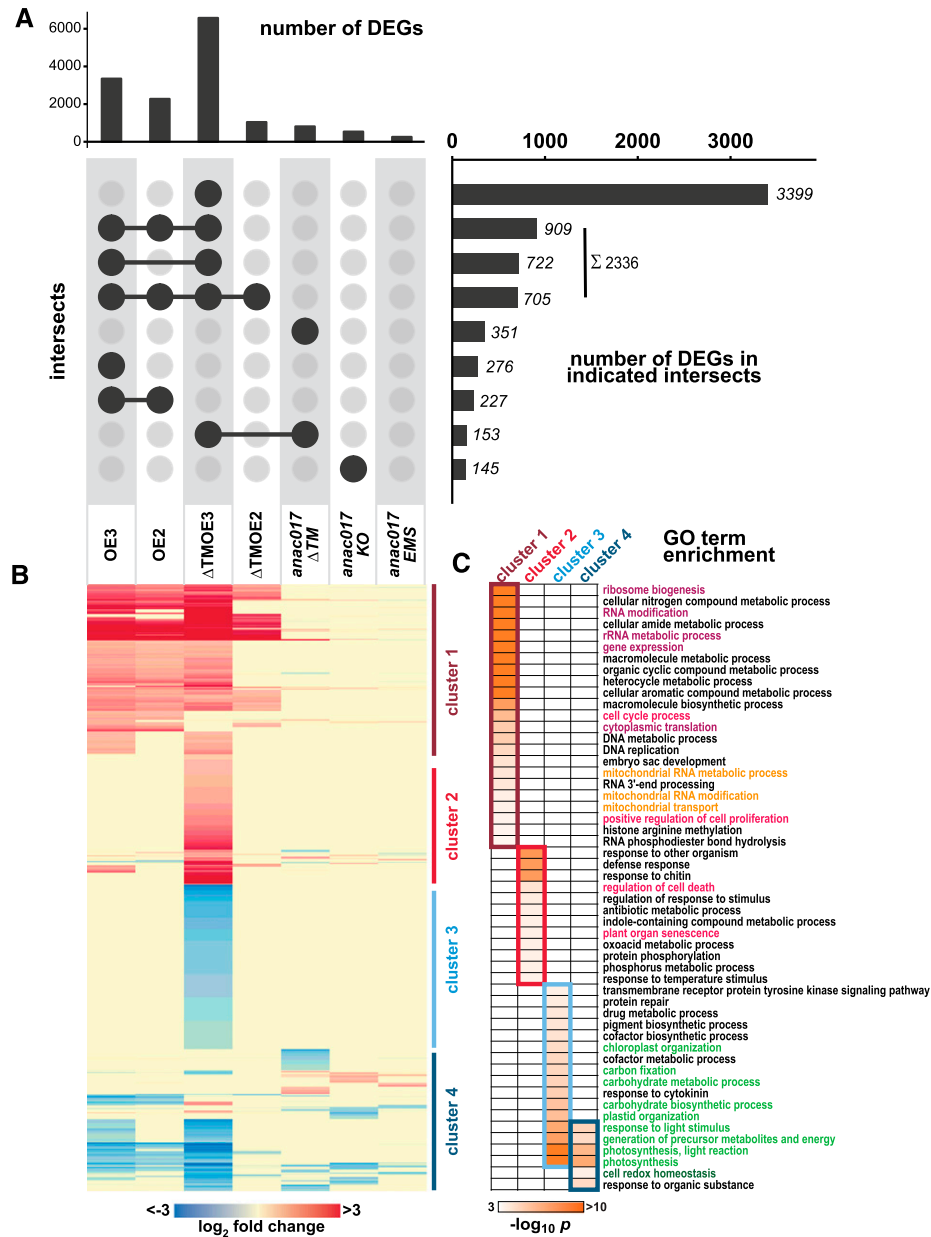 A
number of DEGs
6000
4000
2000
0
0 1000 2000 3000
intersects
3399
909
722
Σ 2336
705
351
276
number of DEGs in
indicated intersects
227
153
145
OE3
OE2
ΔTMOE3
ΔTMOE2
anac017
ΔTM
anac017
KO
anac017
EMS
B
cluster 1
cluster 2
cluster 3
cluster 4
<-3 >3
log2 fold change
C
cluster 1
cluster 2
cluster 3
cluster 4
GO term
enrichment
ribosome biogenesis
cellular nitrogen compound metabolic process
RNA modification
cellular amide metabolic process
rRNA metabolic process
gene expression
macromolecule metabolic process
organic cyclic compound metabolic process
heterocycle metabolic process
cellular aromatic compound metabolic process
macromolecule biosynthetic process
cell cycle process
cytoplasmic translation
DNA metabolic process
DNA replication
embryo sac development
mitochondrial RNA metabolic process
RNA 3'-end processing
mitochondrial RNA modification
mitochondrial transport
positive regulation of cell proliferation
histone arginine methylation
RNA phosphodiester bond hydrolysis
response to other organism
defense response
response to chitin
regulation of cell death
regulation of response to stimulus
antibiotic metabolic process
indole-containing compound metabolic process
plant organ senescence
oxoacid metabolic process
protein phosphorylation
phosphorus metabolic process
response to temperature stimulus
transmembrane receptor protein tyrosine kinase signaling pathway
protein repair
drug metabolic process
pigment biosynthetic process
cofactor biosynthetic process
chloroplast organization
cofactor metabolic process
carbon fixation
carbohydrate metabolic process
response to cytokinin
carbohydrate biosynthetic process
plastid organization
response to light stimulus
generation of precursor metabolites and energy
photosynthesis, light reaction
photosynthesis
cell redox homeostasis
response to organic substance
3 >10
-log10 p